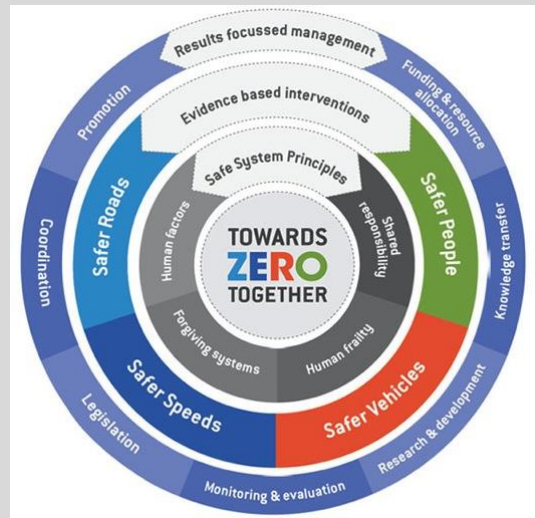 Results focussed management
Funding & resource
allocation
Knowledge transfer
Research & development
Monitoring & evaluation
Legislation
Coordination
Promotion
Evidence based interventions
Safer People
Safer Vehicles
Safer Speeds
Safer Roads
Safe System Principles
Shared
responsibility
Human frailty
Forgiving systems
Human factors
TOWARDS
ZERO
TOGETHER